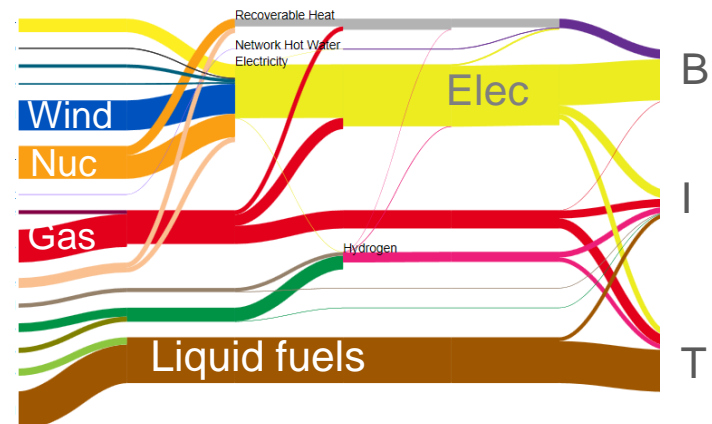 Recoverable Heat
Network Hot Water
Electricity
Elec
B
Wind
Nuc
I
Gas
Hydrogen
Liquid fuels
T